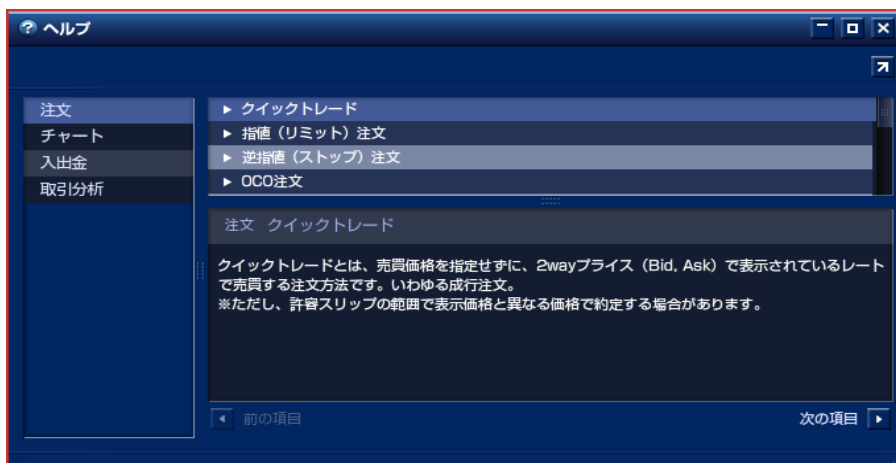 ヘルプ
注文
チャート
入出金
取引分析
クイックトレード
指値（リミット）注文
逆指値（ストップ）注文
OCO注文
注文 クイックトレード
クイックトレードとは、売買価格を指定せずに、2wayプライス（Bid, Ask）で表示されているレート
で売買する注文方法です。いわゆる成行注文。
※ただし、許容スリップの範囲で表示価格と異なる価格で約定する場合があります。
前の項目
次の項目